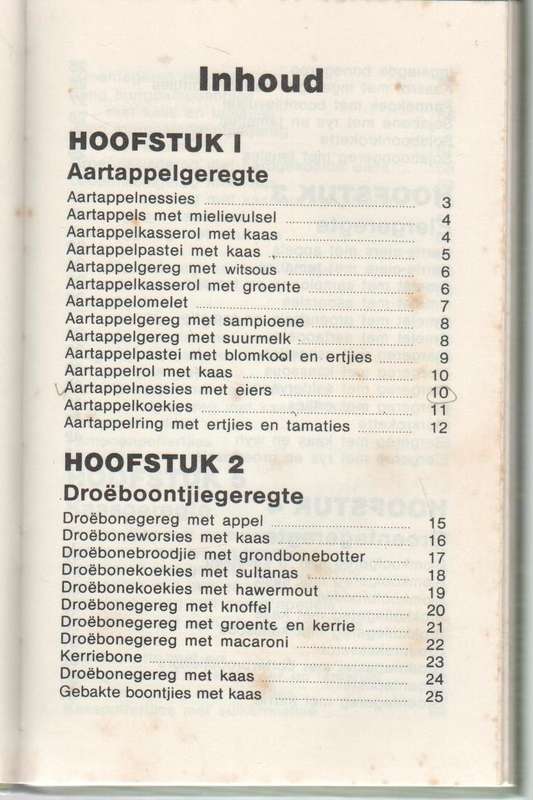 Inhoud
HOOFSTUK I
Aartappelgeregte
Aartappelnessies 3
Aartappels met mielievulsel 4
Aartappelkasserol met kaas 4
Aartappelpastei met kaas 5
Aartappelgereg met witsous 6
Aartappelkasserol met groente 6
Aartappelomelet 7
Aartappelgereg met sampioene 8
Aartappelgereg met suurmelk 8
Aartappelpastei met blomkool en ertjies 9
Aartappelrol met kaas 10
Aartappelnessies met eiers 10
Aartappelkoekies 11
Aartappelring met ertjies en tamaties 12
HOOFSTUK 2
Droëboontjiegeregte
Droëbonegereg met appel 15
Droëboneworsies met kaas 16
Droëbonebroodjie met grondbonebotter 17
Droëbonekoekies met sultanas 18
Droëbonekoekies met hawermout 19
Droëbonegereg met knoffel 20
Droëbonegereg met groente en kerrie 21
Droëbonegereg met macaroni 22
Kerriebone 23
Droëbonegereg met kaas 24
Gebakte boontjies met kaas 25